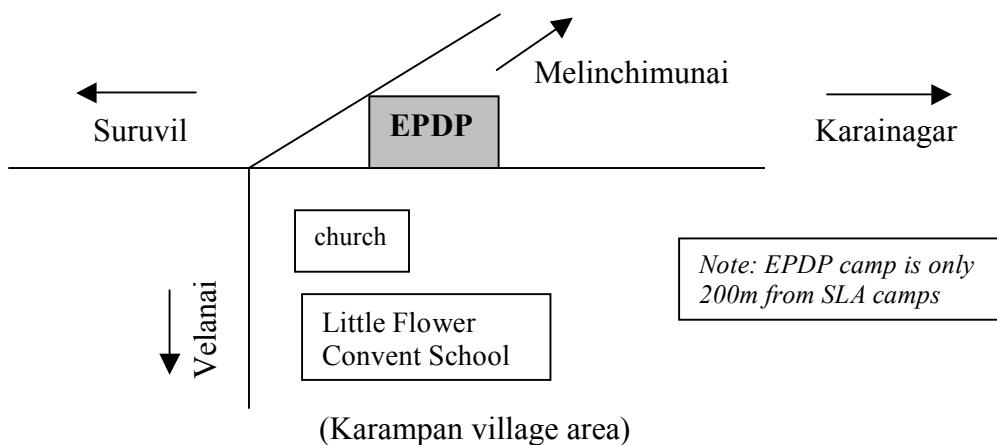 Melinchimunai
Suruvil
EPDP
Karainagar
church
Note: EPDP camp is only
200m from SLA camps
Velanai
Little Flower
Convent School
(Karampan village area)